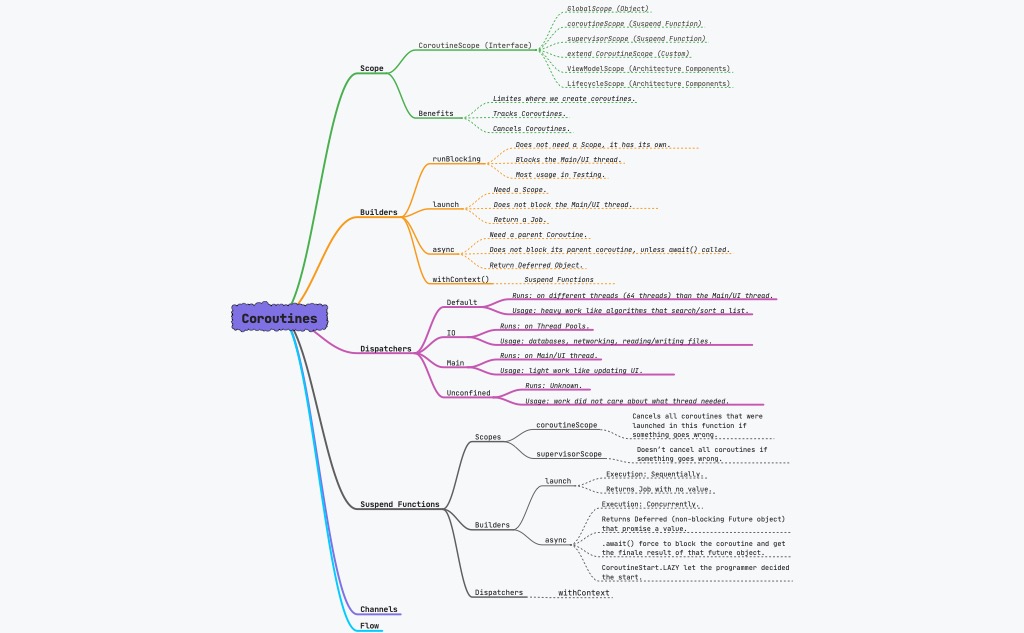 Coroutines
Scope
CoroutineScope (Interface)
GlobalScope (Object)
coroutineScope (Suspend Function)
supervisorScope (Suspend Function)
extend CoroutineScope (Custom)
ViewModelScope (Architecture Components)
LifecycleScope (Architecture Components)
Benefits
Limites where we create coroutines.
Tracks Coroutines.
Cancels Coroutines.
Builders
runBlocking
Does not need a Scope, it has its own.
Blocks the Main/UI thread.
Most usage in Testing.
launch
Need a Scope.
Does not block the Main/UI thread.
Return a Job.
async
Need a parent Coroutine.
Does not block its parent coroutine, unless await() called.
Return Deferred Object.
withContext()
Suspend Functions
Dispatchers
Default
Runs: on different threads (64 threads) than the Main/UI thread.
Usage: heavy work like algorithms that search/sort a list.
IO
Runs: on Thread Pools.
Usage: databases, networking, reading/writing files.
Main
Runs: on Main/UI thread.
Usage: light work like updating UI.
Unconfined
Runs: Unknown.
Usage: work did not care about what thread needed.
Suspend Functions
Scopes
coroutineScope
Cancels all coroutines that were
launched in this function if
something goes wrong.
supervisorScope
Doesn't cancel all coroutines if
something goes wrong.
Builders
launch
Execution: Sequentially.
Returns Job with no value.
async
Execution: Concurrently.
Returns Deferred (non-blocking Future object)
that promise a value.
.await() force to block the coroutine and get
the finale result of that future object.
CoroutineStart.LAZY let the programmer decided
the start.
Dispatchers
withContext
Channels
Flow